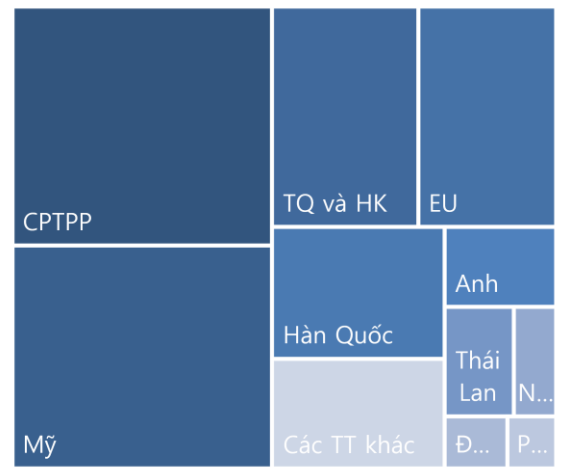 CPTPP
Mỹ
TQ và HK
EU
Hàn Quốc
Các TT khác
Anh
Thái
Lan
N...
Đ...
P...